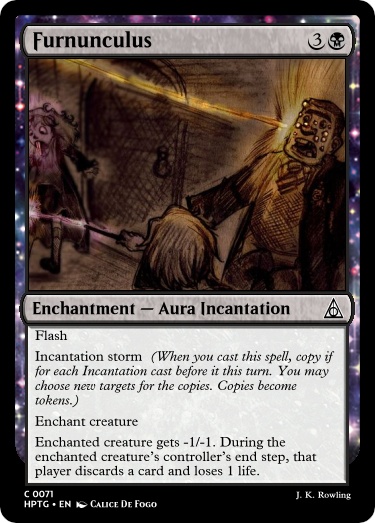 Furnunculus 3
Enchantment — Aura Incantation
Flash
Incantation storm (When you cast this spell, copy if
for each Incantation cast before it this turn. You may
choose new targets for the copies. Copies become
tokens.)
Enchant creature
Enchanted creature gets -1/-1. During the
enchanted creature's controller's end step, that
player discards a card and loses 1 life.
C 0071 J. K. Rowling
HPTG • EN Calice De Fogo